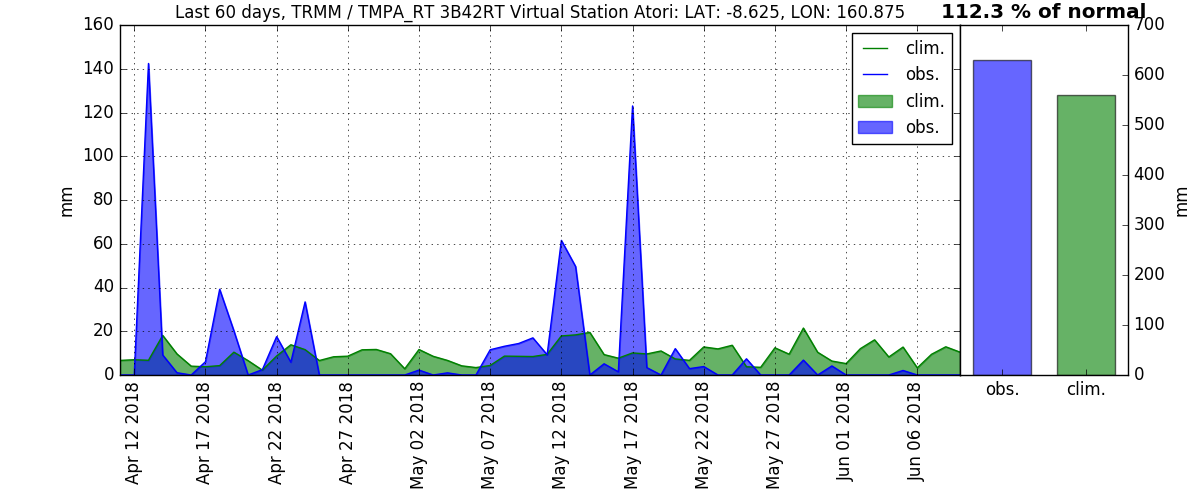 Last 60 days, TRMM / TMPA_RT 3B42RT Virtual Station Atori: LAT: -8.625, LON: 160.875
112.3 % of normal
160
140
120
100
80
60
40
20
0
mm
clim.
obs.
clim.
obs.
700
600
500
400
300
200
100
0
mm
obs.
clim.
Apr 12 2018
Apr 17 2018
Apr 22 2018
Apr 27 2018
May 02 2018
May 07 2018
May 12 2018
May 17 2018
May 22 2018
May 27 2018
Jun 01 2018
Jun 06 2018